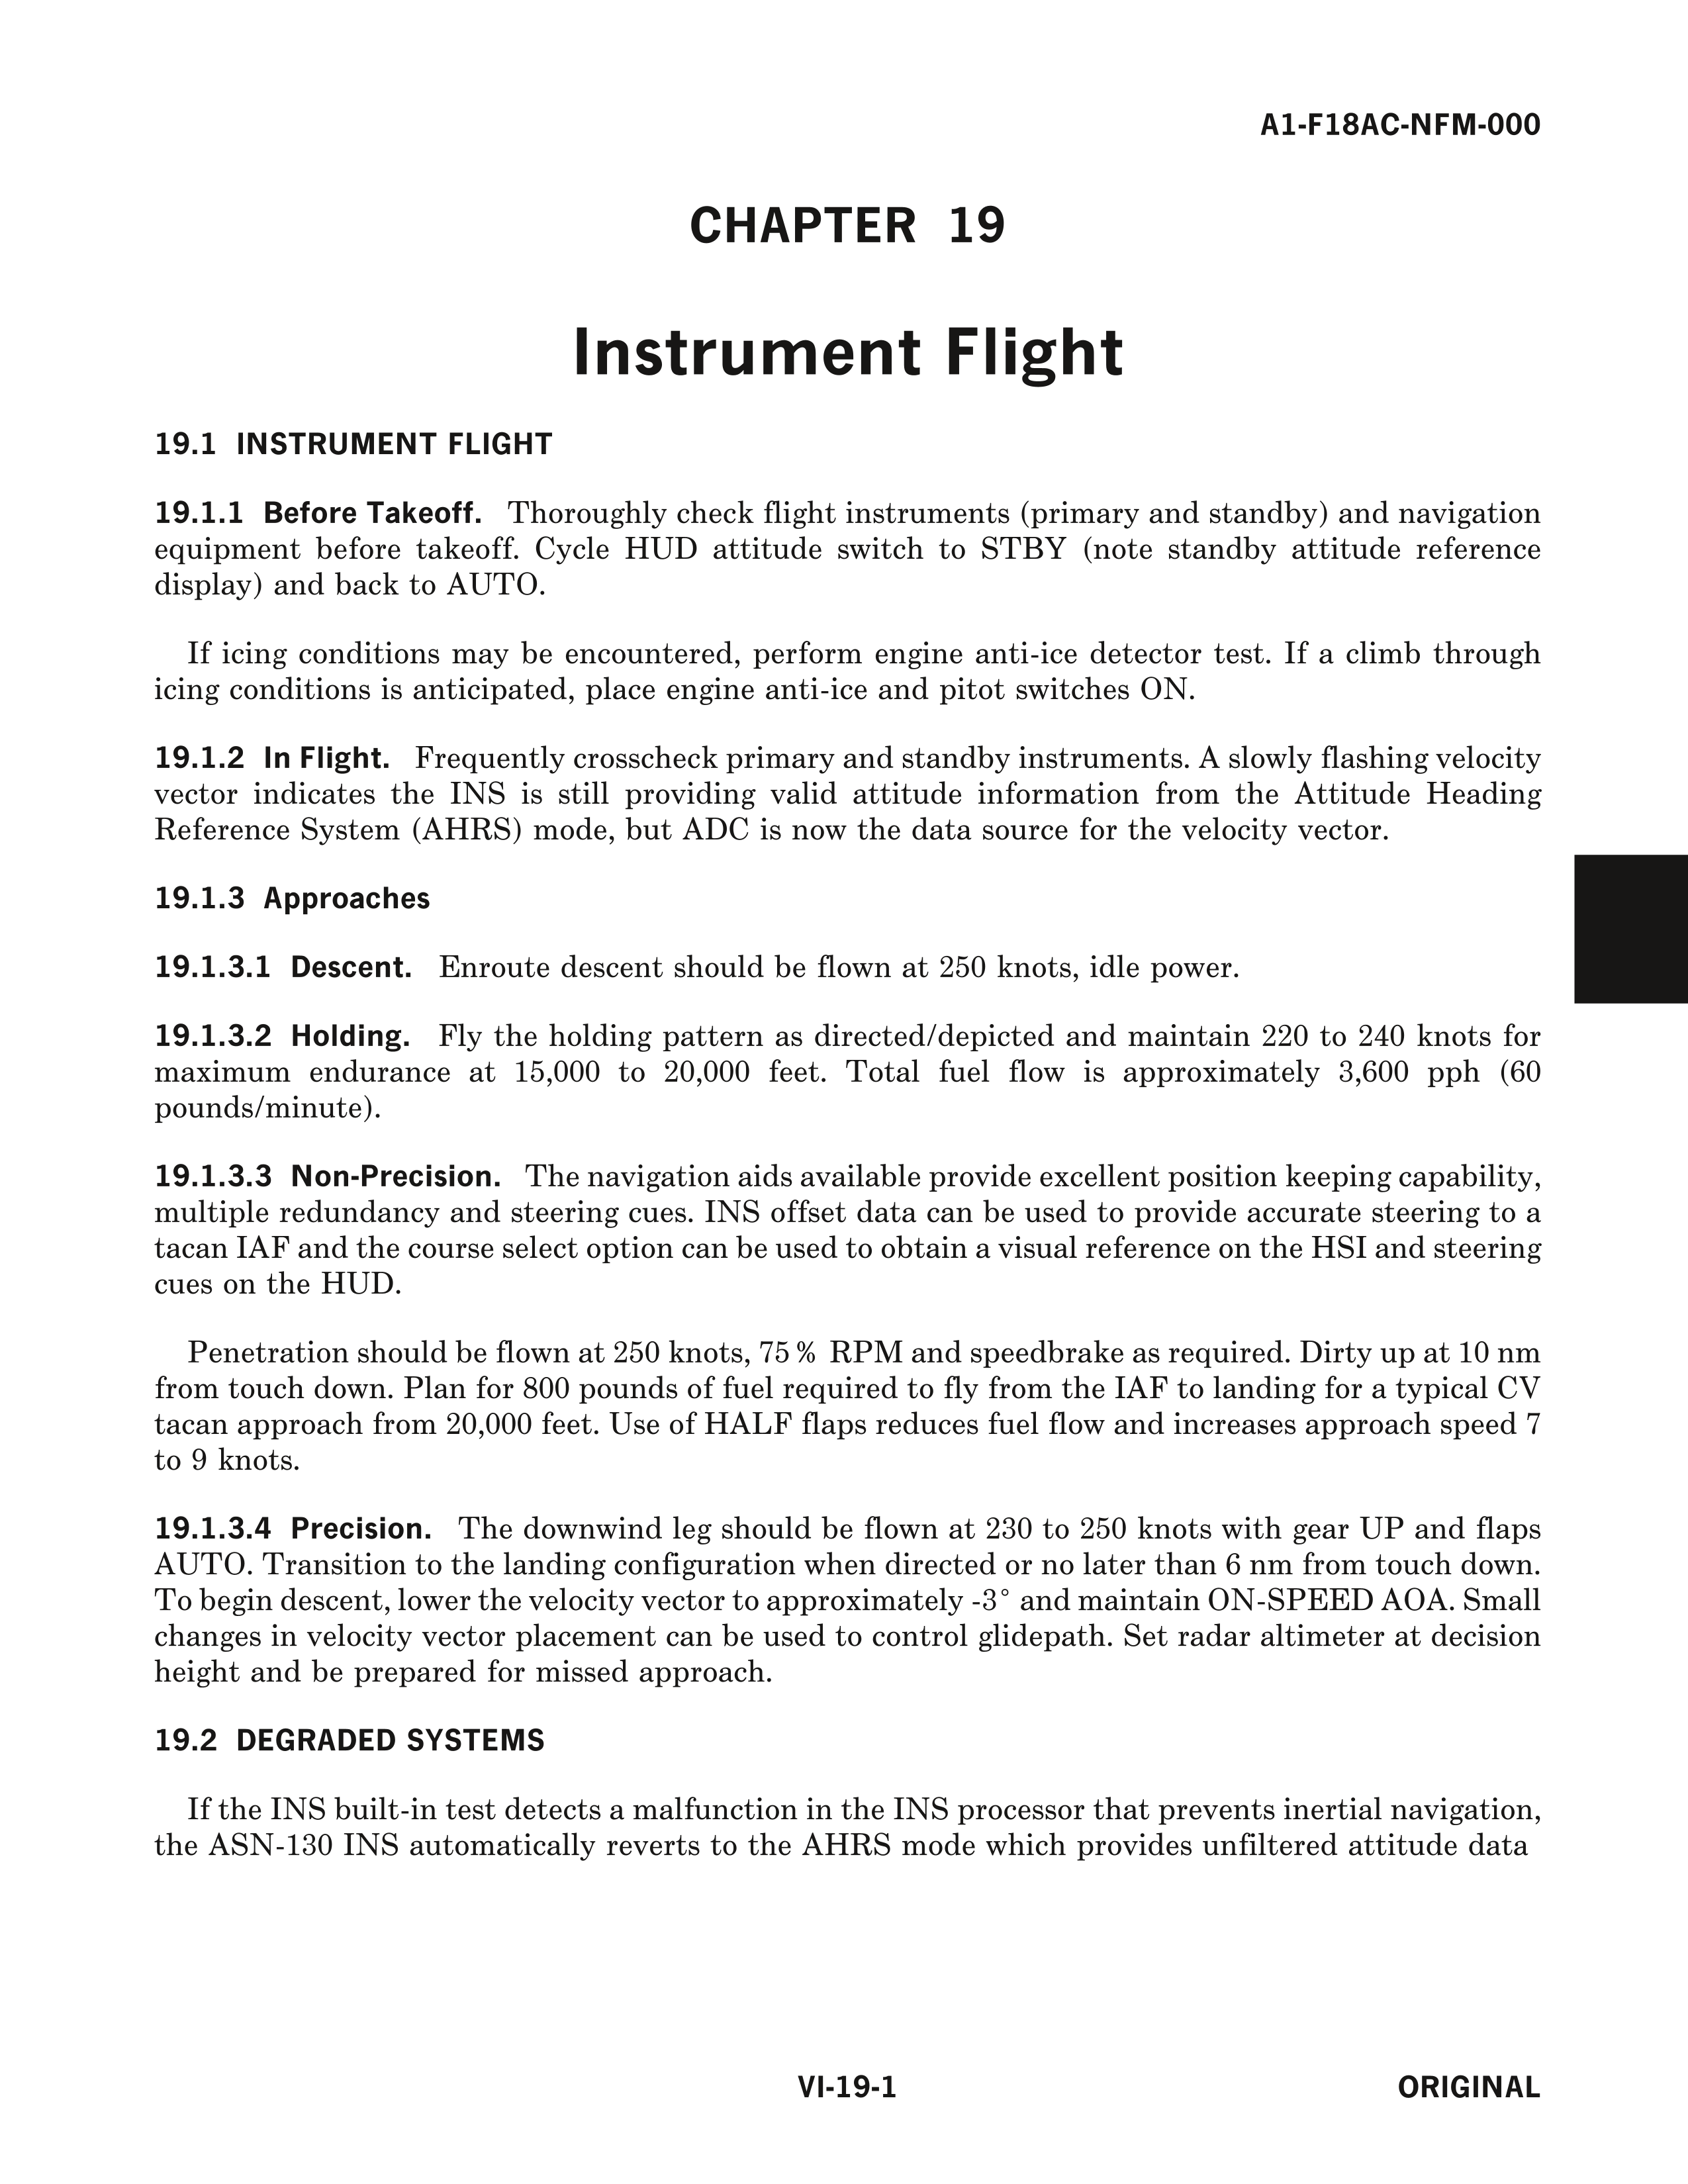 A1-F18AC-NFM-000
CHAPTER 19
Instrument Flight
19.1 INSTRUMENT FLIGHT
19.1.1 Before Takeoff. Thoroughly check flight instruments (primary and standby) and navigation
equipment before takeoff. Cycle HUD attitude switch to STBY (note standby attitude reference
display) and back to AUTO.
If icing conditions may be encountered, perform engine anti-ice detector test. If a climb through
icing conditions is anticipated, place engine anti-ice and pitot switches ON.
19.1.2 In Flight. Frequently crosscheck primary and standby instruments. A slowly flashing velocity
vector indicates the INS is still providing valid attitude information from the Attitude Heading
Reference System (AHRS) mode, but ADC is now the data source for the velocity vector.
19.1.3 Approaches
19.1.3.1 Descent. Enroute descent should be flown at 250 knots, idle power.
19.1.3.2 Holding. Fly the holding pattern as directed/depicted and maintain 220 to 240 knots for
maximum endurance at 15,000 to 20,000 feet. Total fuel flow is approximately 3,600 pph (60
pounds/minute).
19.1.3.3 Non-Precision. The navigation aids available provide excellent position keeping capability,
multiple redundancy and steering cues. INS offset data can be used to provide accurate steering to a
tacan IAF and the course select option can be used to obtain a visual reference on the HSI and steering
cues on the HUD.
Penetration should be flown at 250 knots, 75% RPM and speedbrake as required. Dirty up at 10 nm
from touch down. Plan for 800 pounds of fuel required to fly from the IAF to landing for a typical CV
tacan approach from 20,000 feet. Use of HALF flaps reduces fuel flow and increases approach speed 7
to 9 knots.
19.1.3.4 Precision. The downwind leg should be flown at 230 to 250 knots with gear UP and flaps
AUTO. Transition to the landing configuration when directed or no later than 6 nm from touch down.
To begin descent, lower the velocity vector to approximately -3° and maintain ON-SPEED AOA. Small
changes in velocity vector placement can be used to control glidepath. Set radar altimeter at decision
height and be prepared for missed approach.
19.2 DEGRADED SYSTEMS
If the INS built-in test detects a malfunction in the INS processor that prevents inertial navigation,
the ASN-130 INS automatically reverts to the AHRS mode which provides unfiltered attitude data
VI-19-1
ORIGINAL